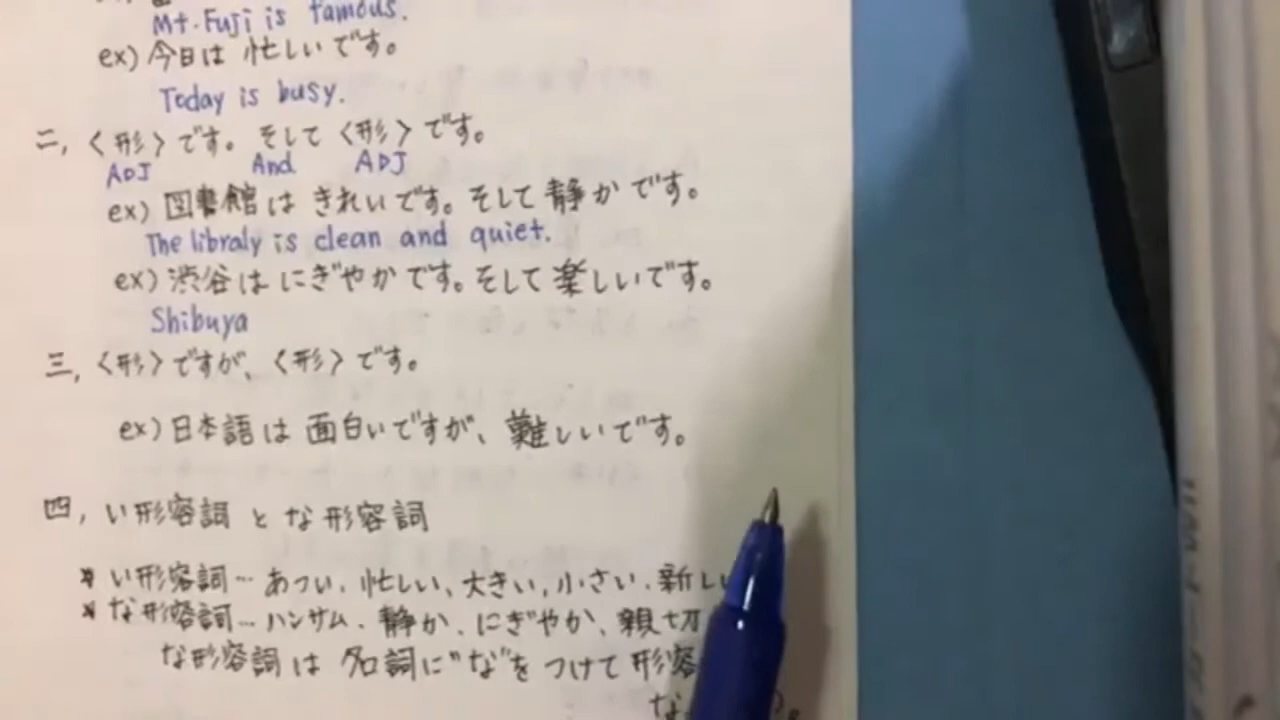 Mt. Fuji is famous.
ex) 今日は 忙しいです。
Today is busy.
二, 〈形〉です。 そして〈形〉です。
ADJ And ADJ
ex) 図書館は きれいです。そして静かです。
The libraly is clean and quiet.
ex) 渋谷は にぎやかです。そして楽しいです。
Shibuya
三, 〈形〉ですが、〈形〉です。
ex) 日本語は 面白いですが、難しいです。
四, い形容詞 と な形容詞
* い形容詞… あつい、忙しい、大きい、小さい、新し
* な形容詞… ハンサム、静か、にぎやか、親切
な形容詞は 名詞に"な"をつけて 形容
な